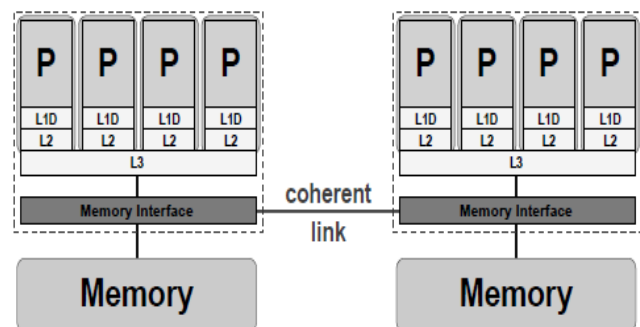 P P P P P P P P
L1D L1D L1D L1D L1D L1D L1D L1D
L2 L2 L2 L2 L2 L2 L2 L2
L3 L3
coherent
Memory Interface Memory Interface
link
Memory Memory